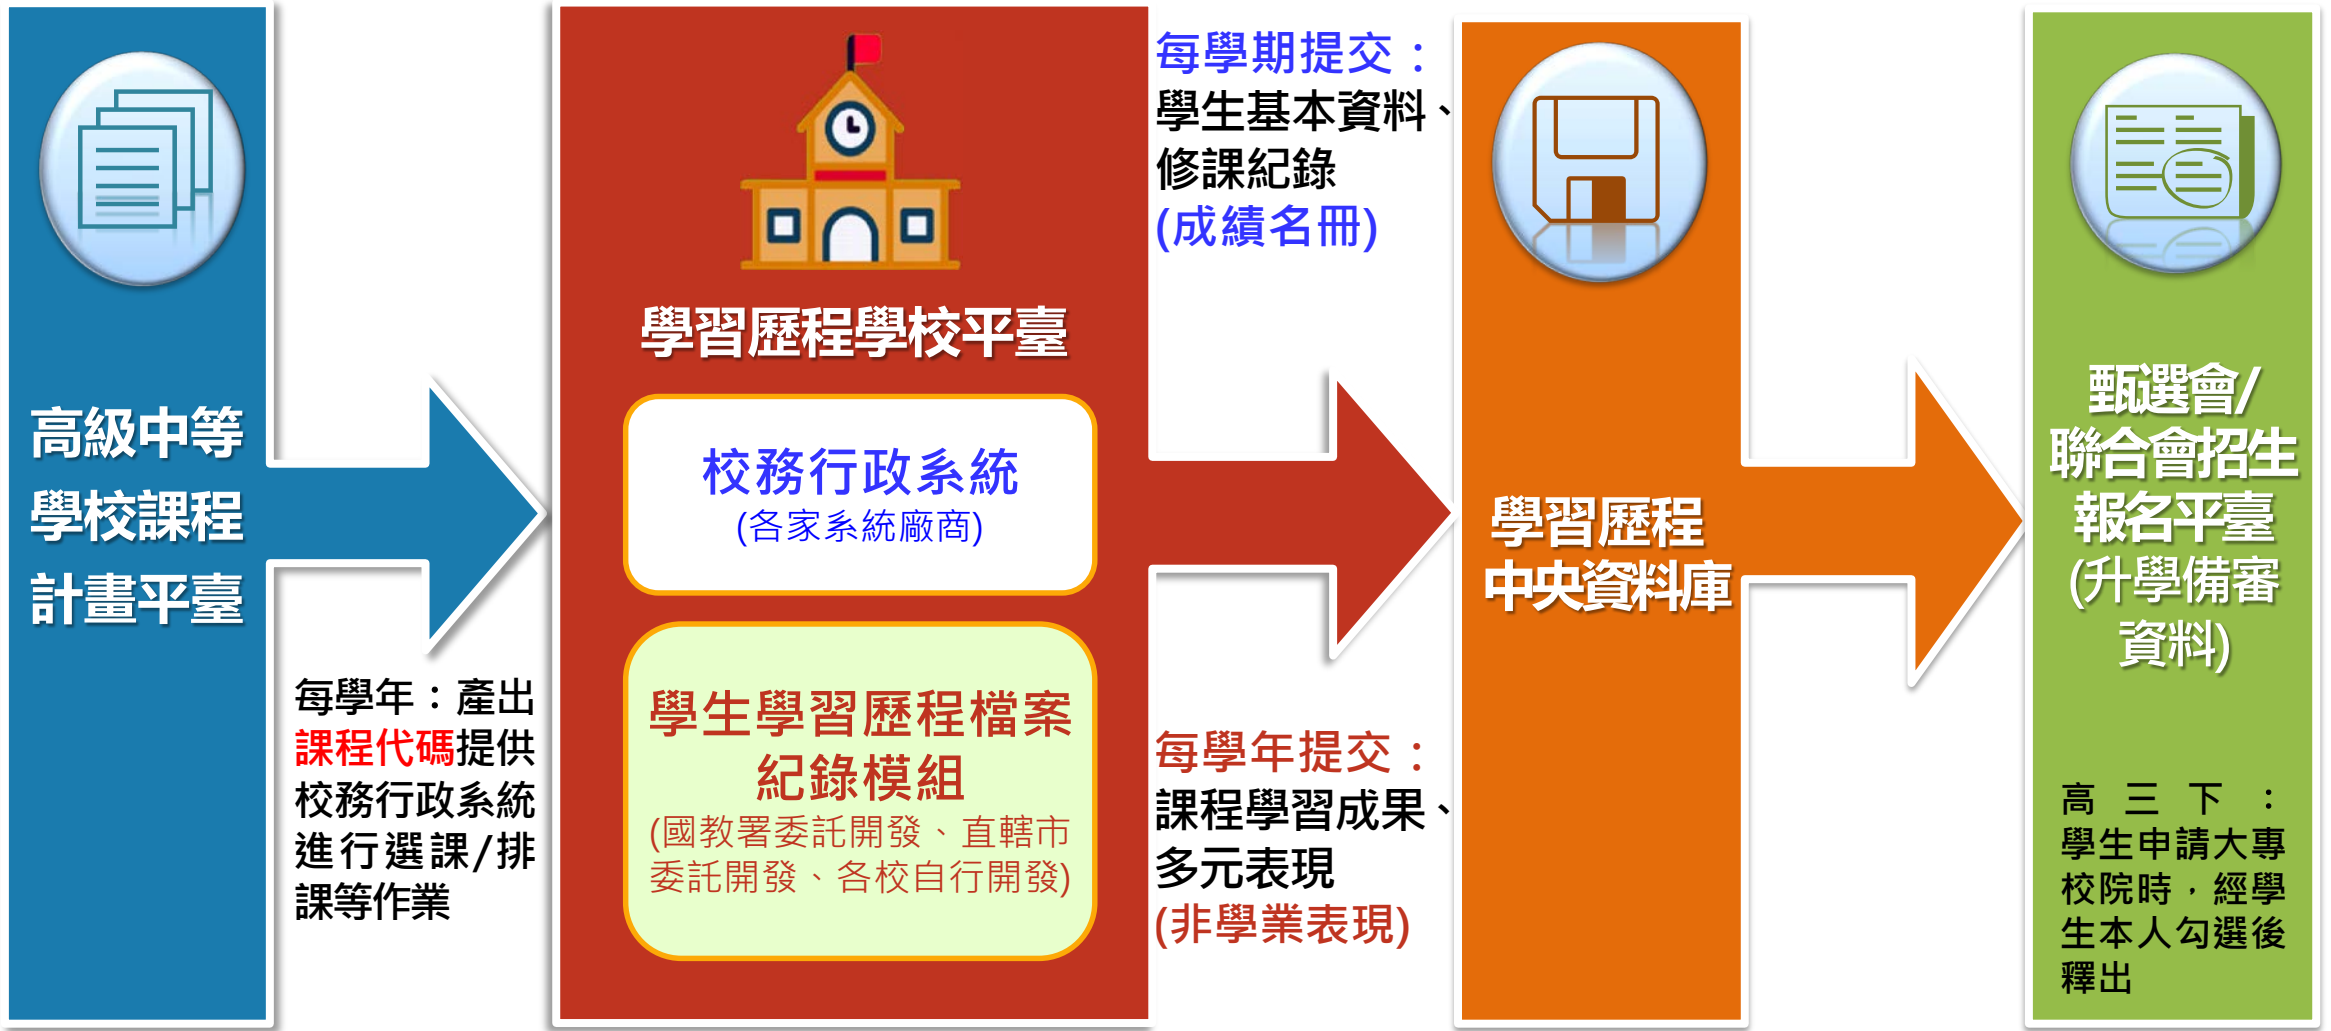 高級中等
學校課程
計畫平臺
每學年：產出
課程代碼提供
校務行政系統
進行選課/排
課等作業
學習歷程學校平臺
校務行政系統
(各家系統廠商)
學生學習歷程檔案
紀錄模組
(國教署委託開發、直轄市
委託開發、各校自行開發)
每學期提交：
學生基本資料、
修課紀錄
(成績名冊)
每學年提交：
課程學習成果、
多元表現
(非學業表現)
學習歷程
中央資料庫
甄選會/
聯合會招生
報名平臺
(升學備審
資料)
高三下：
學生申請大專
校院時，經學
生本人勾選後
釋出